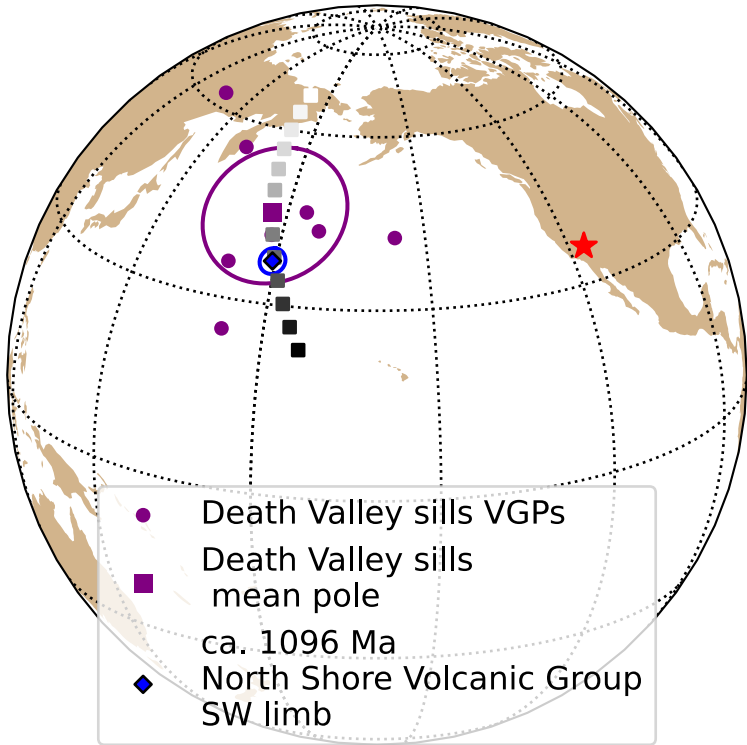 Death Valley sills VGPs
Death Valley sills
mean pole
ca. 1096 Ma
North Shore Volcanic Group
SW limb